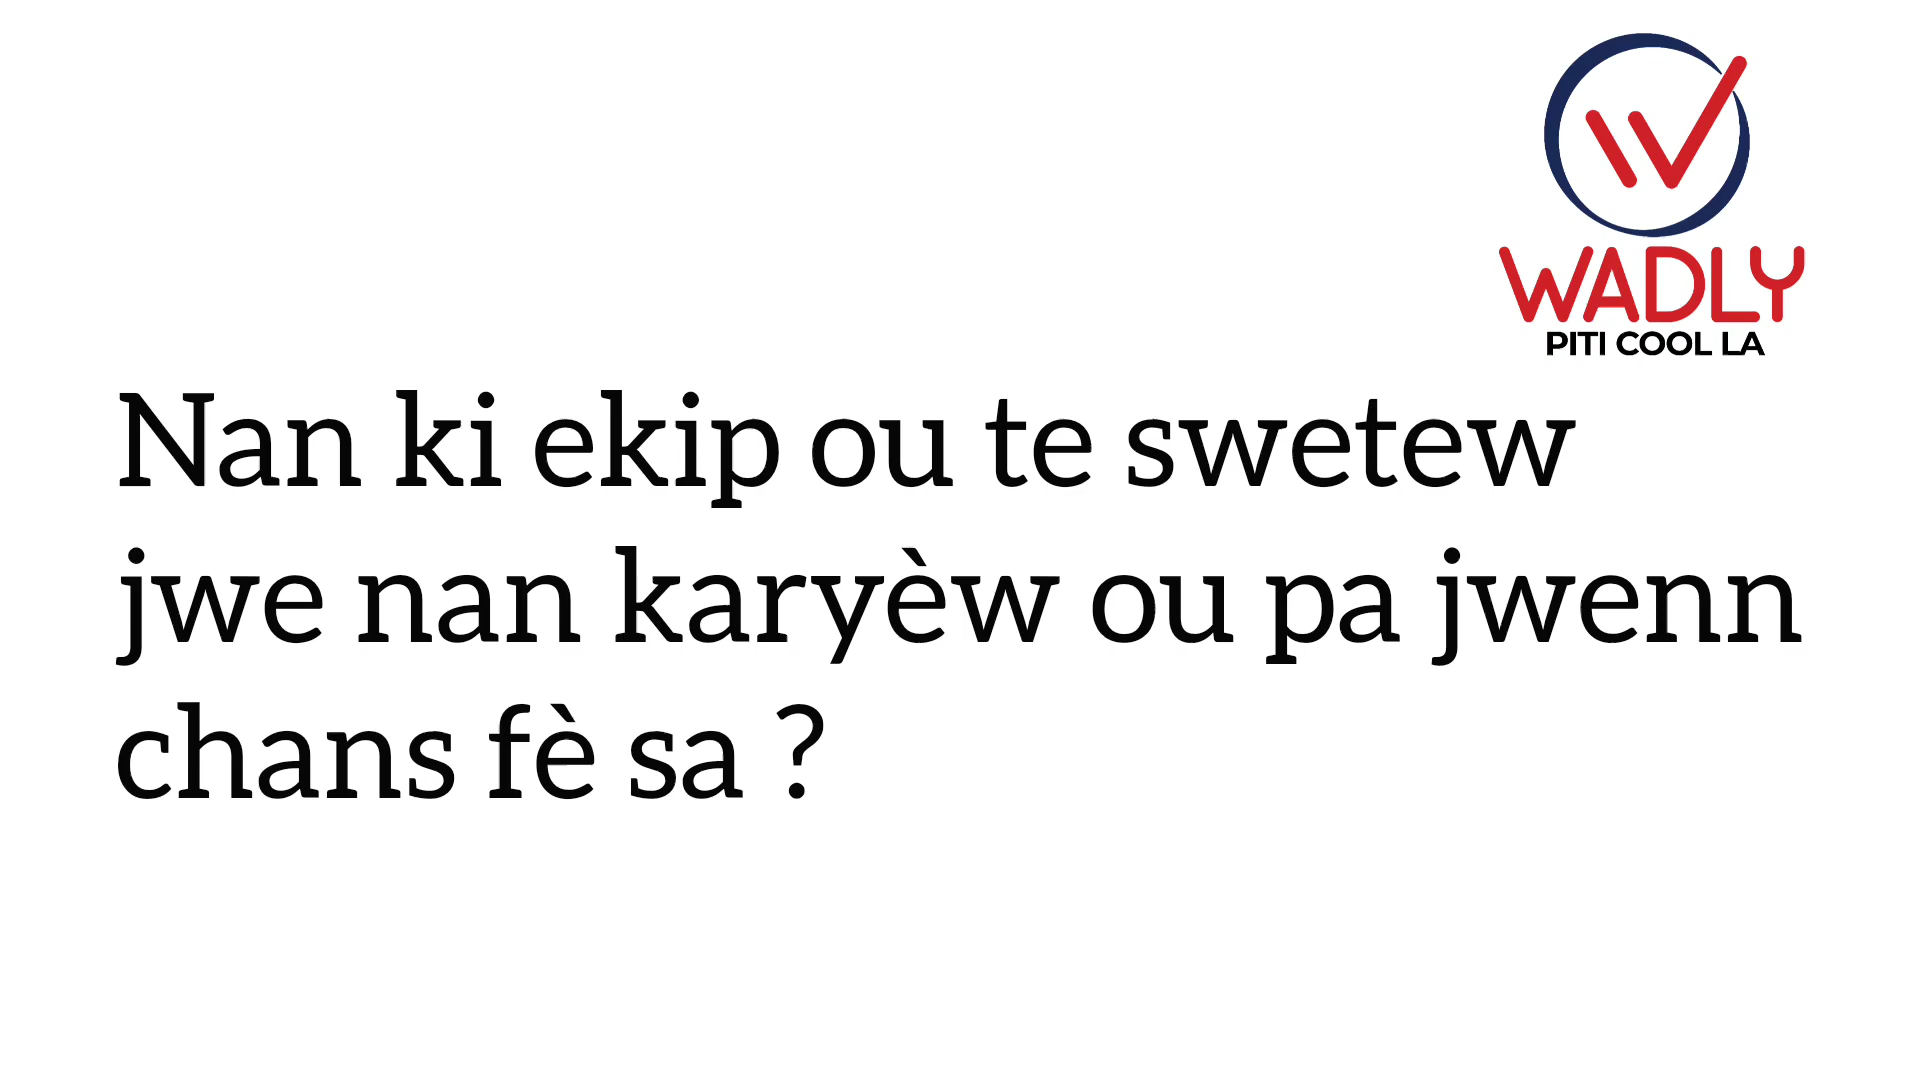 WADLY
PITI COOL LA
Nan ki ekip ou te swetew
jwe nan karyèw ou pa jwenn
chans fè sa ?